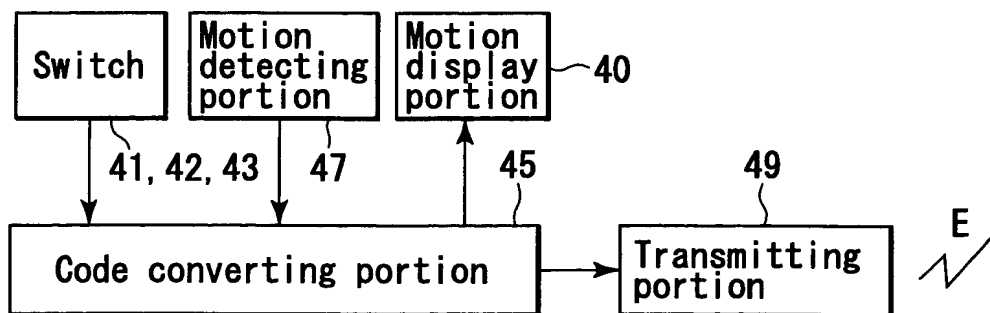 Switch
Motion
detecting
portion
Motion
display
portion
40
41, 42, 43
47
45
49
E
Code converting portion
Transmitting
portion